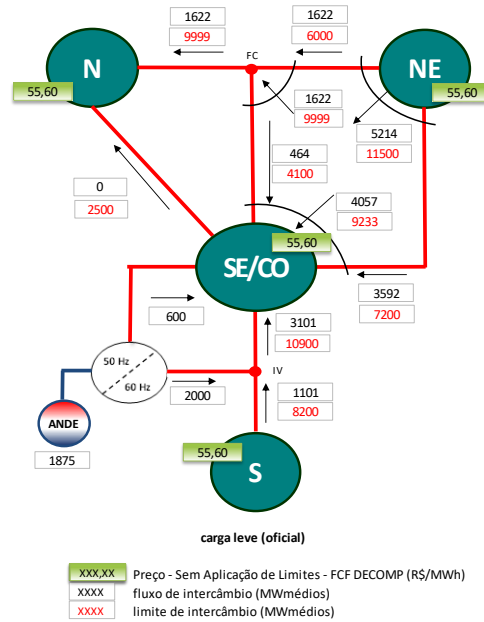 1622
9999
1622
6000
FC
N
NE
55,60
55,60
1622
9999
5214
11500
464
4100
0
2500
4057
9233
55,60
SE/CO
3592
7200
600
3101
10900
50 Hz
60 Hz
IV
2000
1101
8200
ANDE
1875
55,60
S
carga leve (oficial)
XXX,XX Preço - Sem Aplicação de Limites - FCF DECOMP (R$/MWh)
XXXX fluxo de intercâmbio (MWmédios)
XXXX limite de intercâmbio (MWmédios)